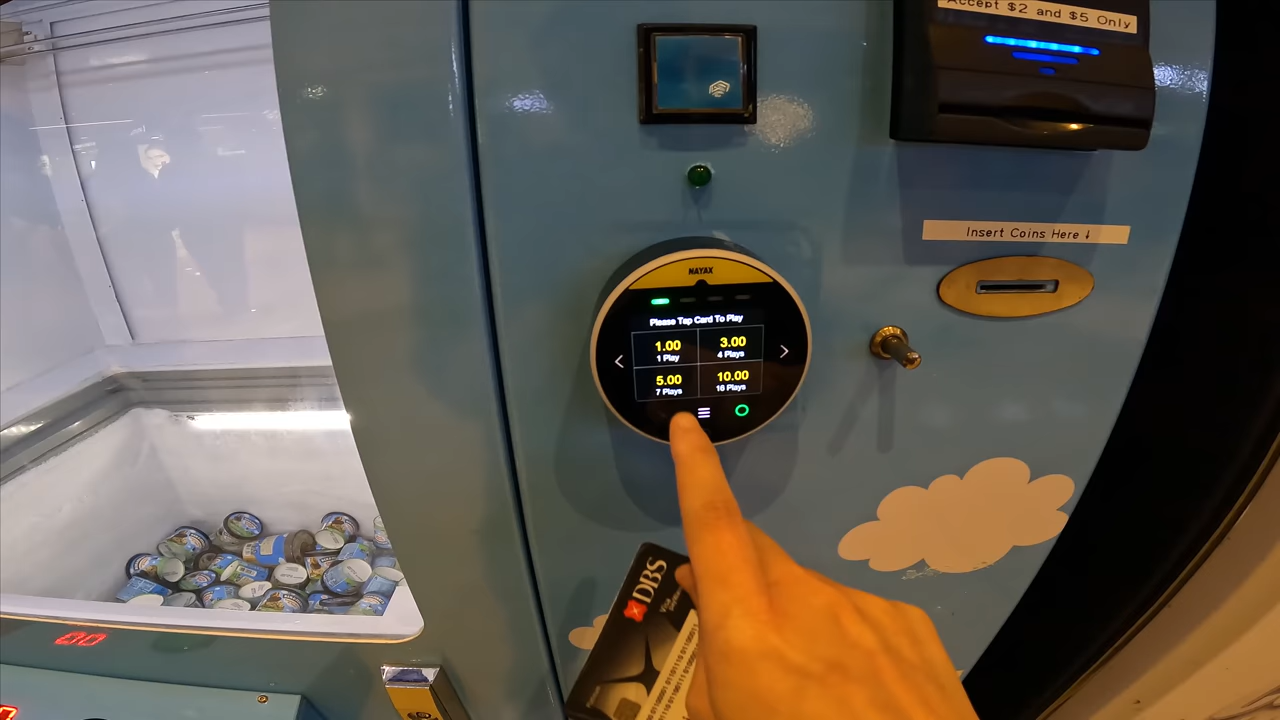 Accept $2 and $5 Only
Insert Coins Here ↓
NAYAX
Please Tap Card To Play
1.00
1 Play
3.00
4 Plays
5.00
7 Plays
10.00
16 Plays
DBS